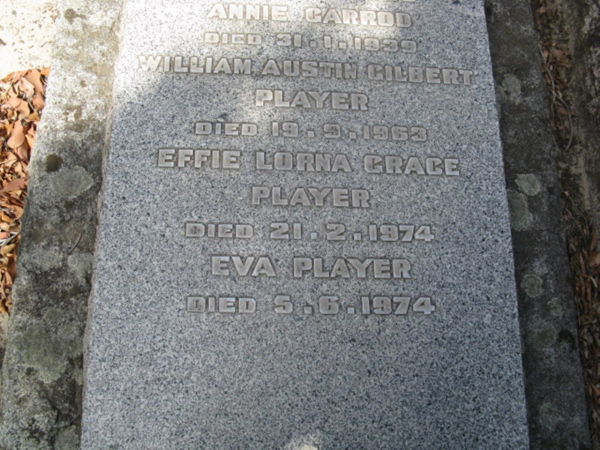 ANNIE GARROD
DIED 31.1.1939
WILLIAM AUSTIN GILBERT
PLAYER
DIED 19.9.1963
EFFIE LORNA GRACE
PLAYER
DIED 21.2.1974
EVA PLAYER
DIED 5.6.1974